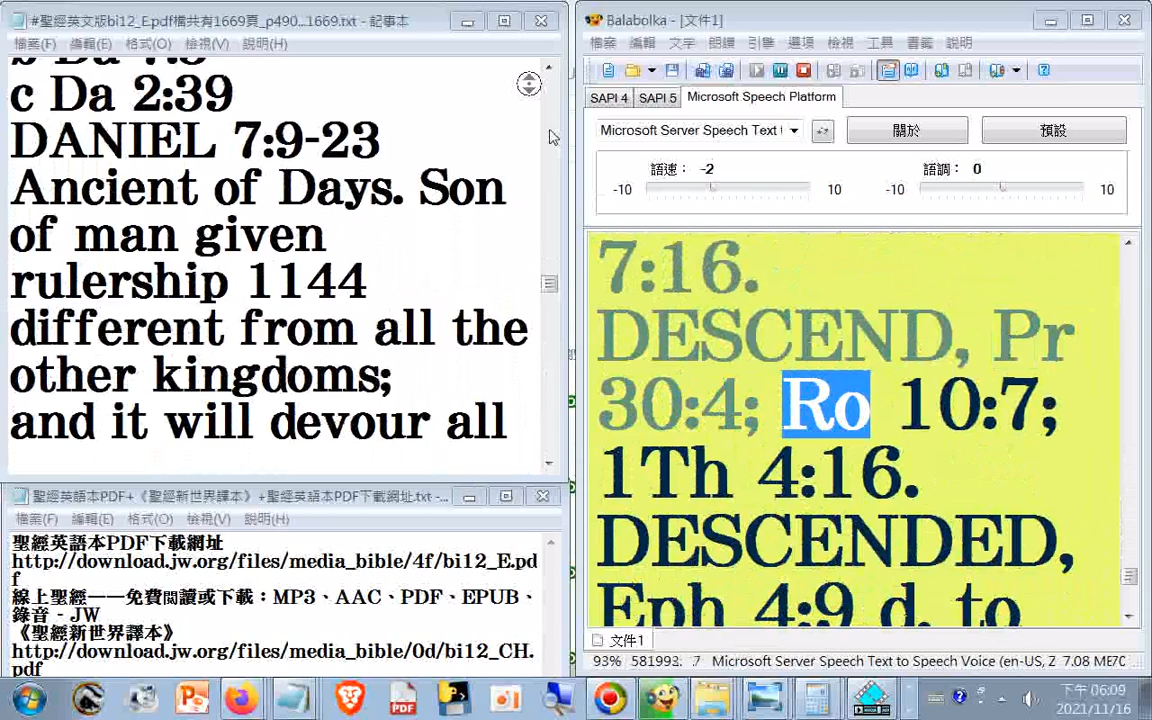 #聖經英文版bi12_E.pdf檔共有1669頁_p490...1669.txt - 記事本
檔案(F) 編輯(E) 格式(O) 檢視(V) 說明(H)
c Da 2:39
DANIEL 7:9-23
Ancient of Days. Son
of man given
rulership 1144
different from all the
other kingdoms;
and it will devour all
聖經英語本PDF+《聖經新世界譯本》+聖經英語本PDF下載網址.txt -...
檔案(F) 編輯(E) 格式(O) 檢視(V) 說明(H)
聖經英語本PDF下載網址
http://download.jw.org/files/media_bible/4f/bi12_E.pd
f
線上聖經——免費閱讀或下載：MP3、AAC、PDF、EPUB、
錄音 - JW
《聖經新世界譯本》
http://download.jw.org/files/media_bible/0d/bi12_CH.
pdf
Balabolka - [文件1]
檔案 編輯 文字 朗讀 引擎 選項 檢視 工具 書籤 說明
SAPI 4 SAPI 5 Microsoft Speech Platform
Microsoft Server Speech Text 關於 預設
語速： -2 語調： 0
-10 10 -10 10
7:16.
DESCEND, Pr
30:4; Ro 10:7;
1Th 4:16.
DESCENDED,
Eph 4:9 d. to
文件1
93% 581992. 7 Microsoft Server Speech Text to Speech Voice (en-US, Z 7.08 МБ
下午 06:09
2021/11/16